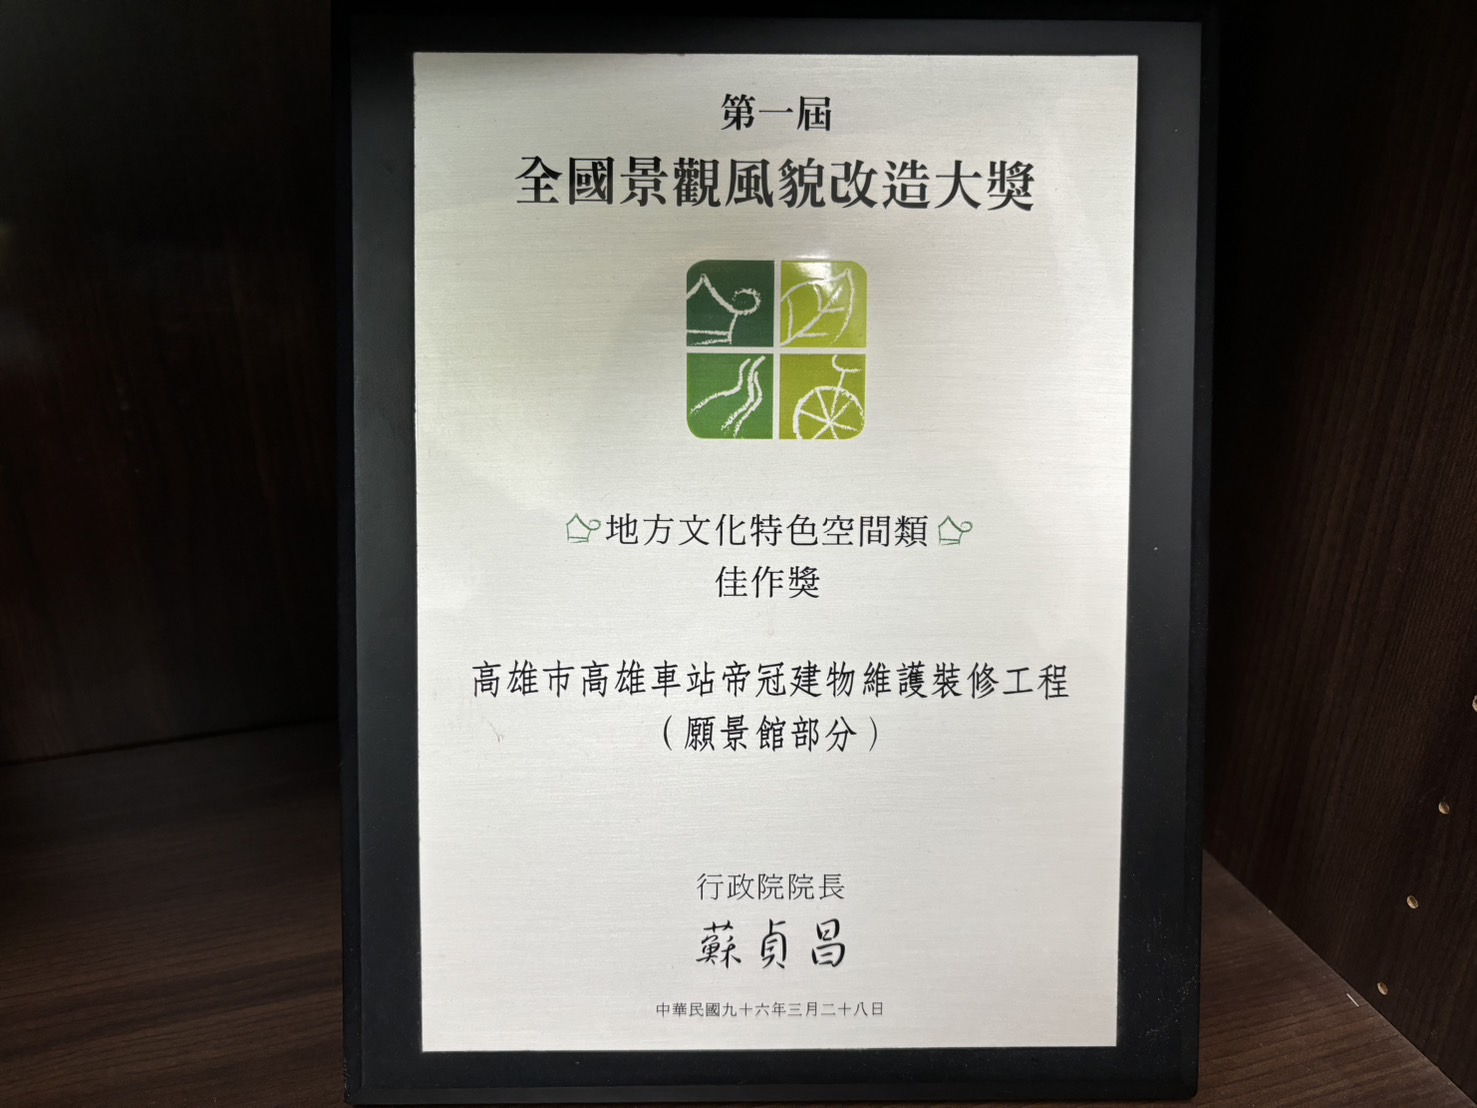 第一屆
全國景觀風貌改造大獎
地方文化特色空間類
佳作獎
高雄市高雄車站帝冠建物維護裝修工程
（願景館部分）
行政院院長
蘇貞昌
中華民國九十六年三月二十八日